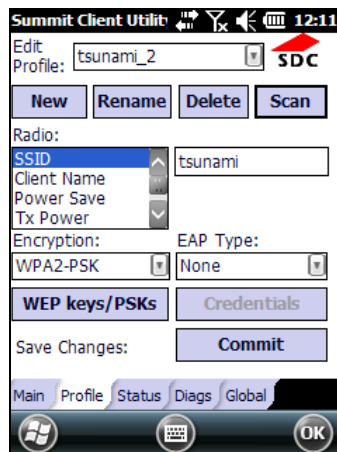 Summit Client Utility 12:11
Edit
Profile: tsunami_2
SDC
New Rename Delete Scan
Radio:
SSID tsunami
Client Name
Power Save
Tx Power
Encryption: EAP Type:
WPA2-PSK None
WEP keys/PSKs Credentials
Save Changes: Commit
Main Profile Status Diags Global
OK